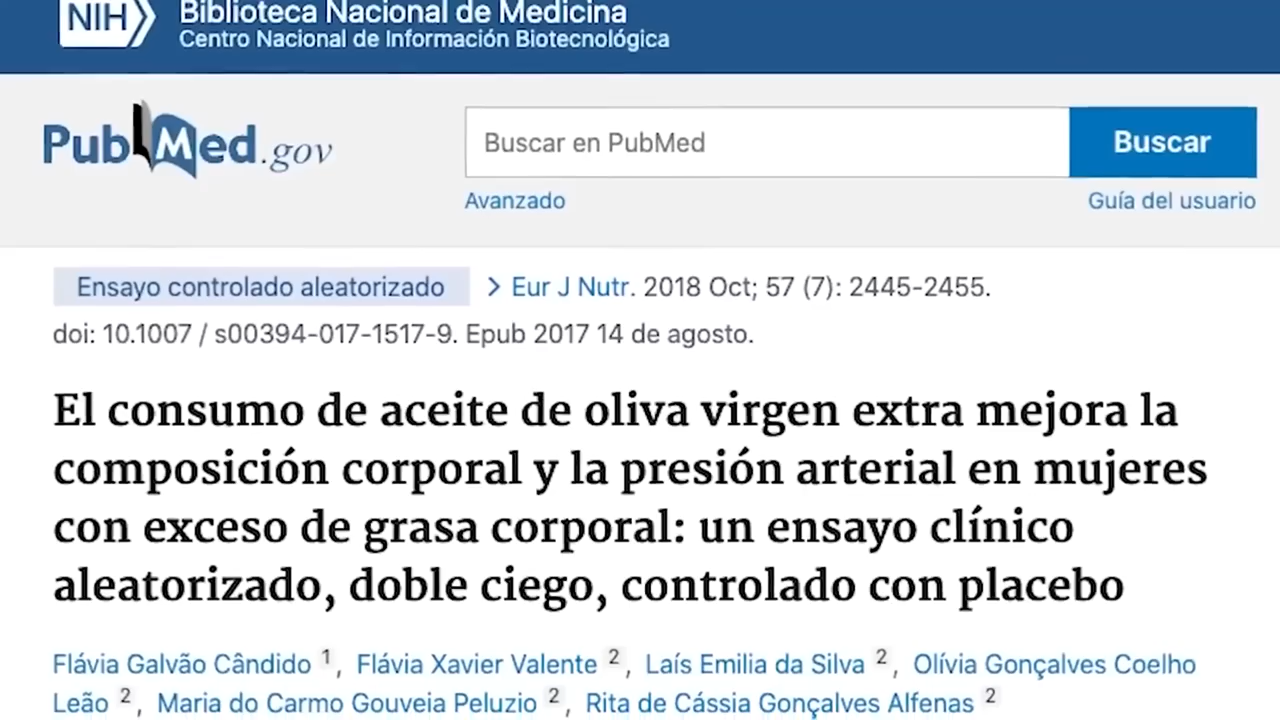 NIH
Biblioteca Nacional de Medicina
Centro Nacional de Información Biotecnológica
PubMed.gov
Buscar en PubMed
Buscar
Avanzado
Guía del usuario
Ensayo controlado aleatorizado > Eur J Nutr. 2018 Oct; 57 (7): 2445-2455.
doi: 10.1007 / s00394-017-1517-9. Epub 2017 14 de agosto.
El consumo de aceite de oliva virgen extra mejora la
composición corporal y la presión arterial en mujeres
con exceso de grasa corporal: un ensayo clínico
aleatorizado, doble ciego, controlado con placebo
Flávia Galvão Cândido 1, Flávia Xavier Valente 2, Laís Emilia da Silva 2, Olívia Gonçalves Coelho
Leão 2, Maria do Carmo Gouveia Peluzio 2, Rita de Cássia Gonçalves Alfenas 2